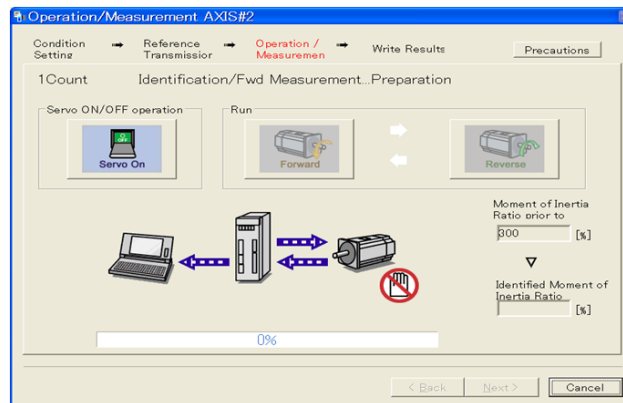 Operation/Measurement AXIS#2
Condition
Setting
Reference
Transmissior
Operation /
Measuremen
Write Results
Precautions
1Count Identification/Fwd Measurement...Preparation
Servo ON/OFF operation
Run
OFF
Servo On
Forward
Reverse
Moment of Inertia
Ratio prior to
300 [%]
Identified Moment of
Inertia Ratio
[%]
0%
< Back
Next >
Cancel